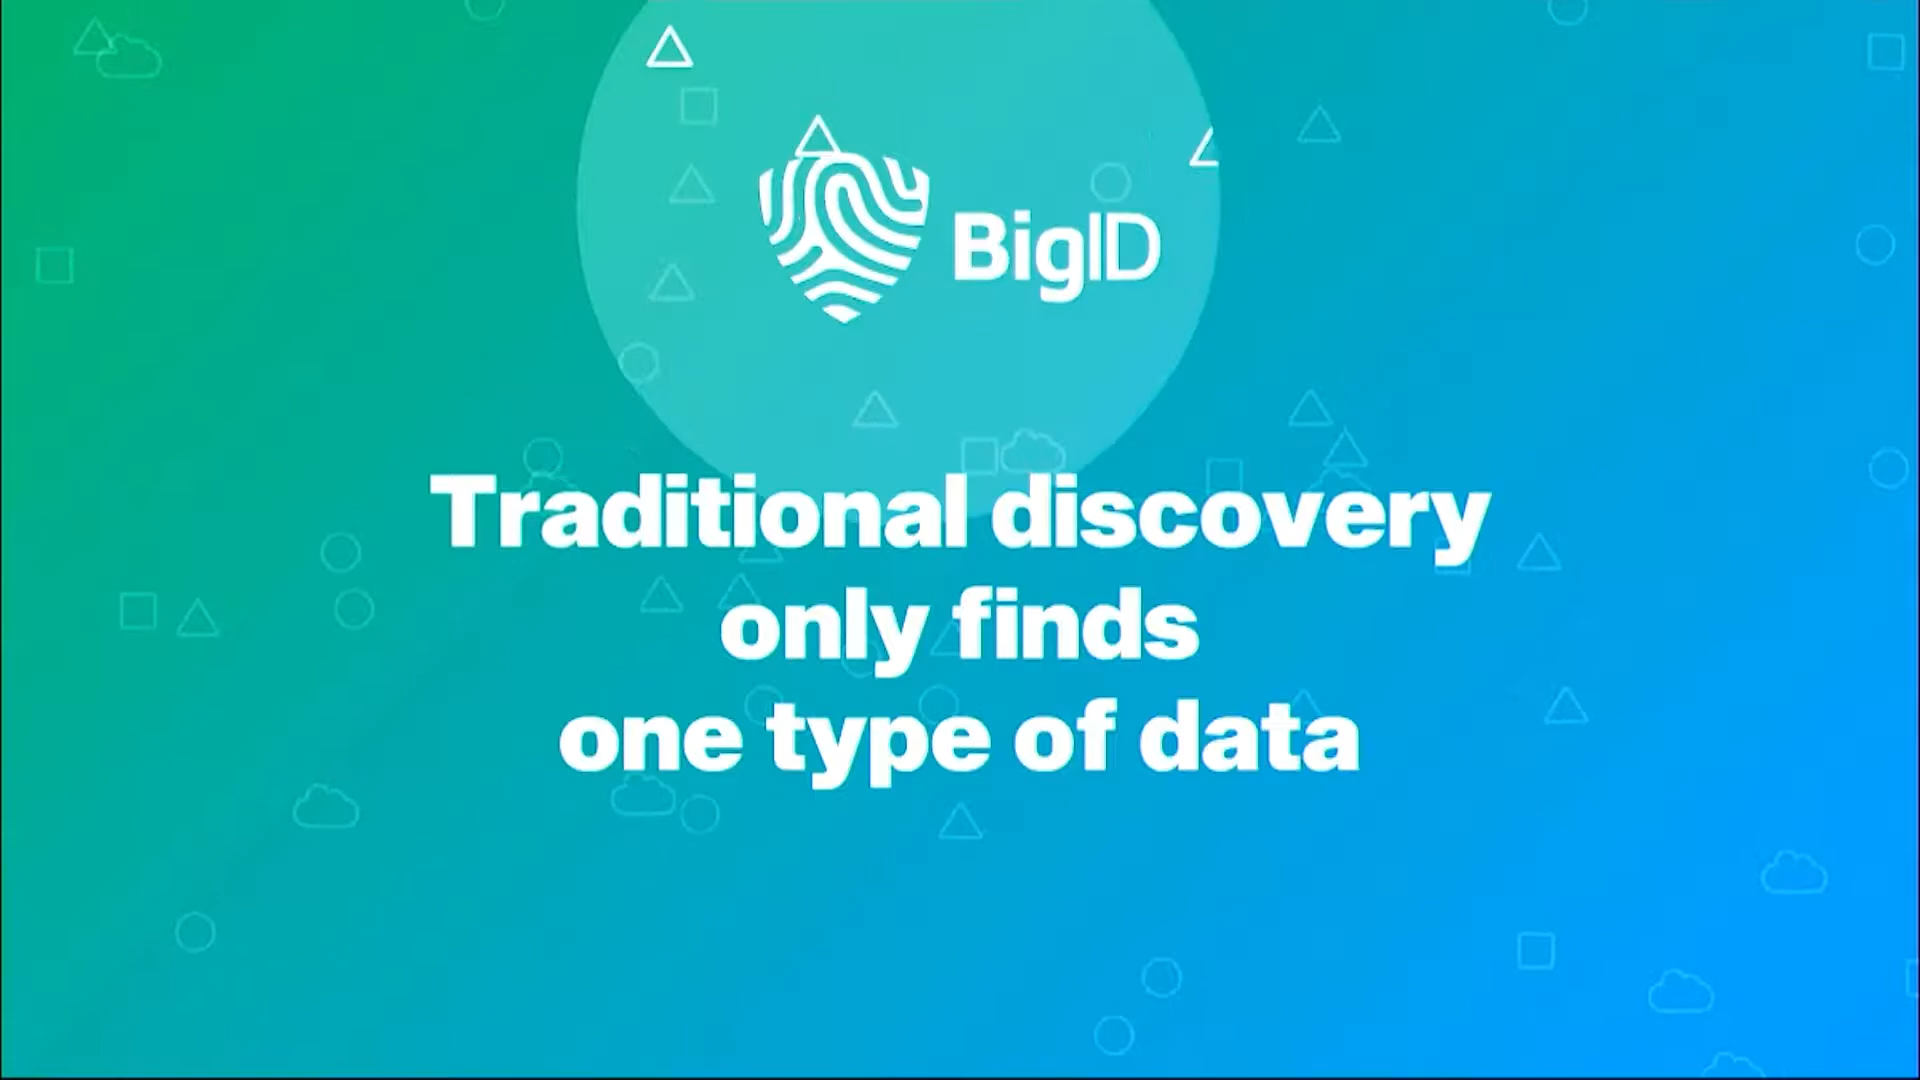 BigID
Traditional discovery
only finds
one type of data